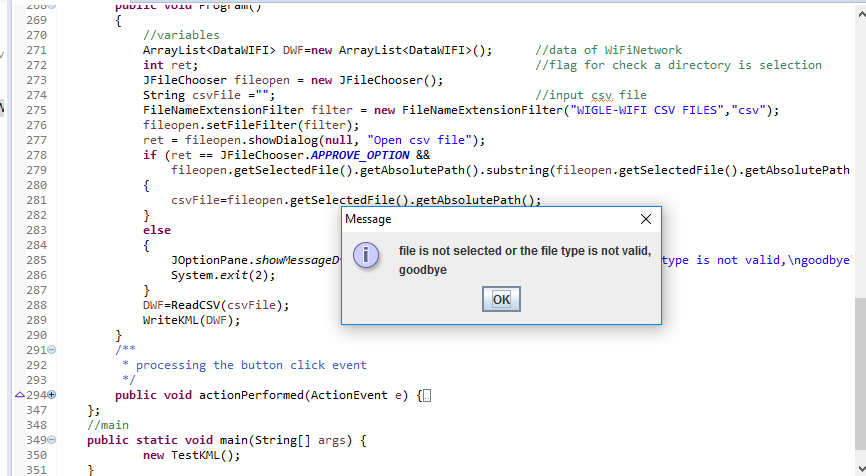 268 public void Program()
269 {
270 //variables
271 ArrayList<DataWIFI> DWF=new ArrayList<DataWIFI>(); //data of WiFiNetwork
272 int ret; //flag for check a directory is selection
273 JFileChooser fileopen = new JFileChooser();
274 String csvFile =""; //input csv file
275 FileNameExtensionFilter filter = new FileNameExtensionFilter("WIGLE-WIFI CSV FILES","csv");
276 fileopen.setFileFilter(filter);
277 ret = fileopen.showDialog(null, "Open csv file");
278 if (ret == JFileChooser.APPROVE_OPTION &&
279 fileopen.getSelectedFile().getAbsolutePath().substring(fileopen.getSelectedFile().getAbsolutePath
280 {
281 csvFile=fileopen.getSelectedFile().getAbsolutePath();
282 }
283 else
284 {
285 JOptionPane.showMessageD type is not valid,\ngoodbye
286 System.exit(2);
287 }
288 DWF=ReadCSV(csvFile);
289 WriteKML(DWF);
290 }
291 /**
292 * processing the button click event
293 */
294 public void actionPerformed(ActionEvent e) {
347 };
348 //main
349 public static void main(String[] args) {
350 new TestKML();
351 }
Message
file is not selected or the file type is not valid,
goodbye
OK